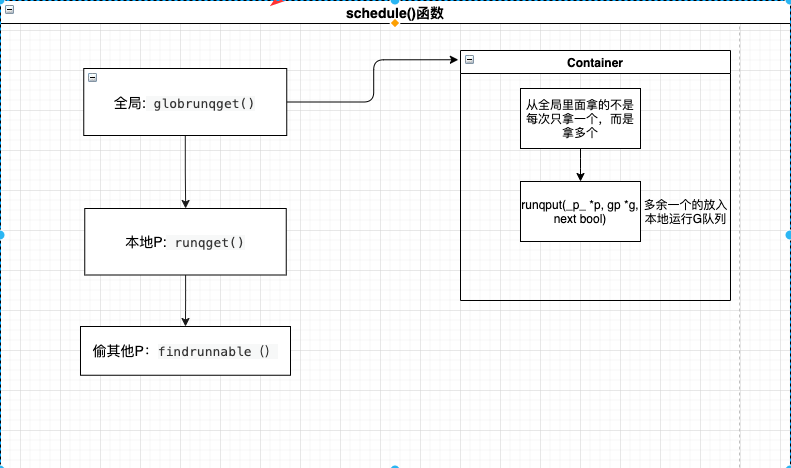 schedule()函数
全局: globrunqget()
本地P: runqget()
偷其他P: findrunnable ()
Container
从全局里面拿的不是
每次只拿一个，而是
拿多个
runqput(_p_ *p, gp *g,
next bool)
多余一个的放入
本地运行G队列